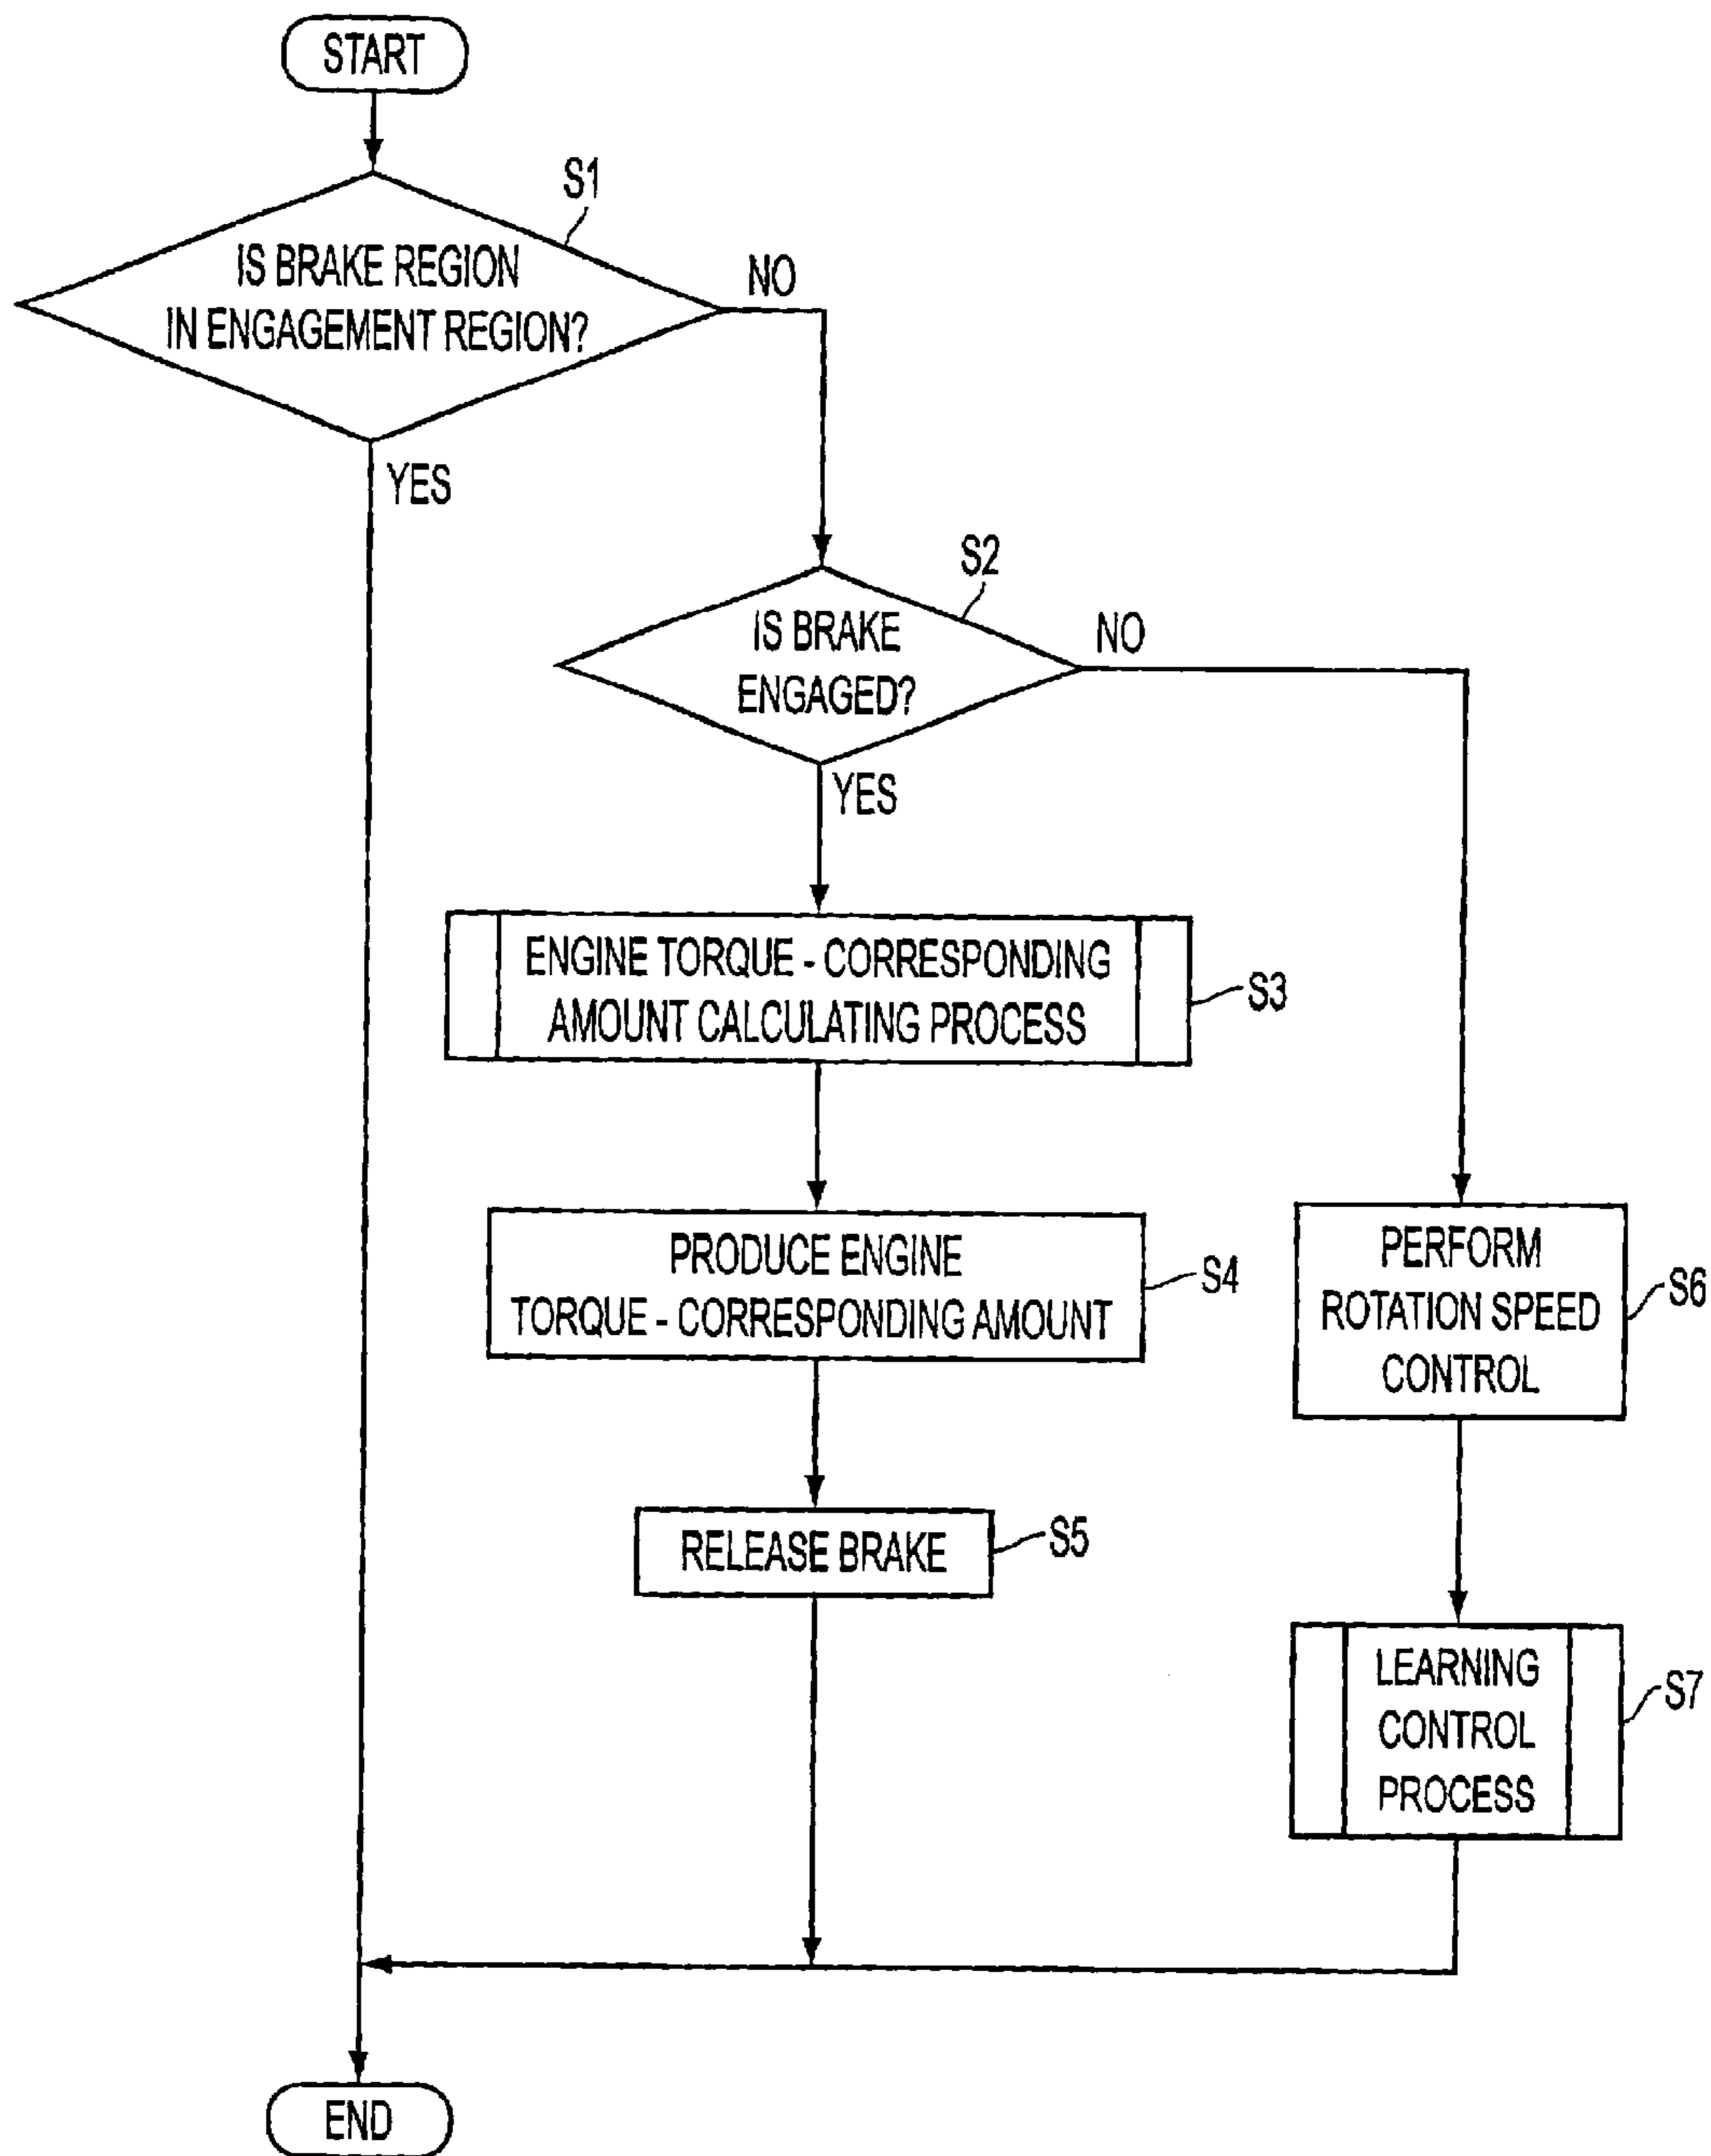 START
S1
IS BRAKE REGION
IN ENGAGEMENT REGION?
NO
YES
S2
IS BRAKE
ENGAGED?
NO
YES
ENGINE TORQUE - CORRESPONDING
AMOUNT CALCULATING PROCESS
S3
PRODUCE ENGINE
TORQUE - CORRESPONDING AMOUNT
S4
PERFORM
ROTATION SPEED
CONTROL
S6
RELEASE BRAKE
S5
LEARNING
CONTROL
PROCESS
S7
END